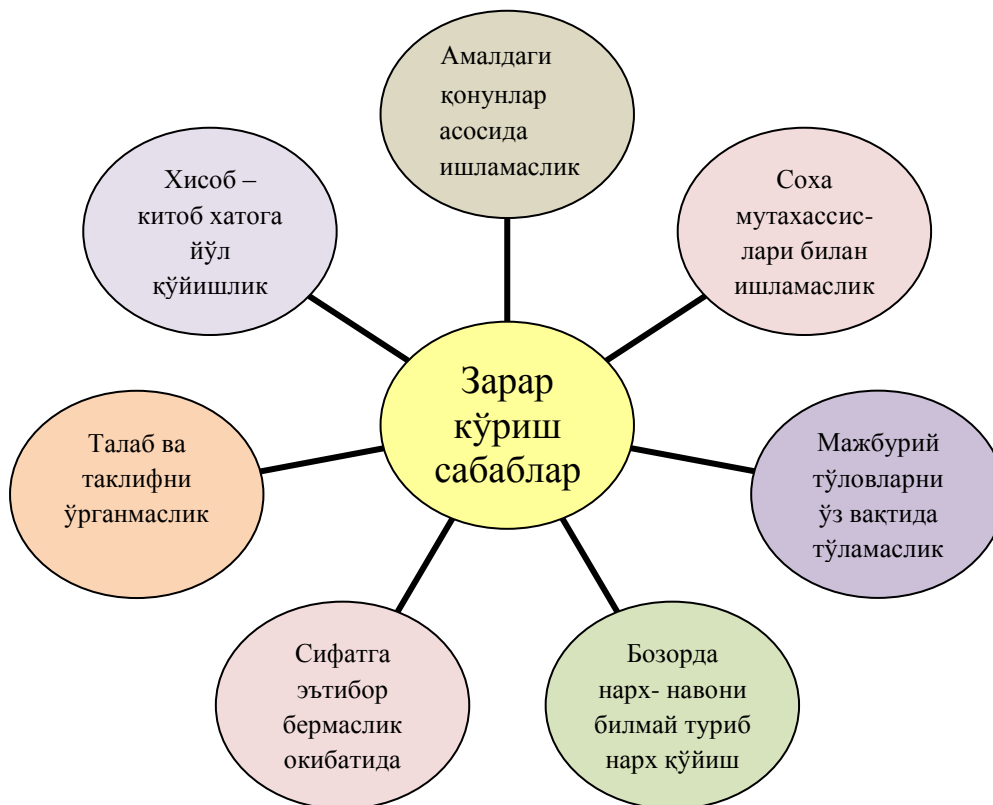 Амалдаги
қонунлар
асосида
ишламаслик
Хисоб –
китоб хатога
йўл
қўйишлик
Соха
мутахассис-
лари билан
ишламаслик
Зарар
кўриш
сабаблар
Талаб ва
таклифни
ўрганмаслик
Мажбурий
тўловларни
ўз вақтида
тўламаслик
Сифатга
эътибор
бермаслик
окибатида
Бозорда
нарх- навони
билмай туриб
нарх қўйиш